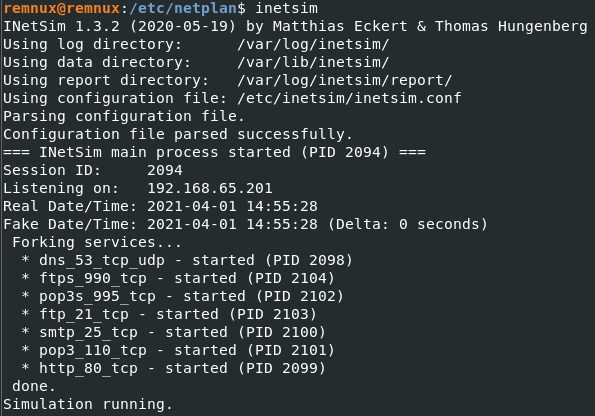 remnux@remnux:/etc/netplan$ inetsim
INetSim 1.3.2 (2020-05-19) by Matthias Eckert & Thomas Hungenberg
Using log directory:      /var/log/inetsim/
Using data directory:     /var/lib/inetsim/
Using report directory:   /var/log/inetsim/report/
Using configuration file: /etc/inetsim/inetsim.conf
Parsing configuration file.
Configuration file parsed successfully.
=== INetSim main process started (PID 2094) ===
Session ID:     2094
Listening on:   192.168.65.201
Real Date/Time: 2021-04-01 14:55:28
Fake Date/Time: 2021-04-01 14:55:28 (Delta: 0 seconds)
 Forking services...
  * dns_53_tcp_udp - started (PID 2098)
  * ftps_990_tcp - started (PID 2104)
  * pop3s_995_tcp - started (PID 2102)
  * ftp_21_tcp - started (PID 2103)
  * smtp_25_tcp - started (PID 2100)
  * pop3_110_tcp - started (PID 2101)
  * http_80_tcp - started (PID 2099)
 done.
Simulation running.